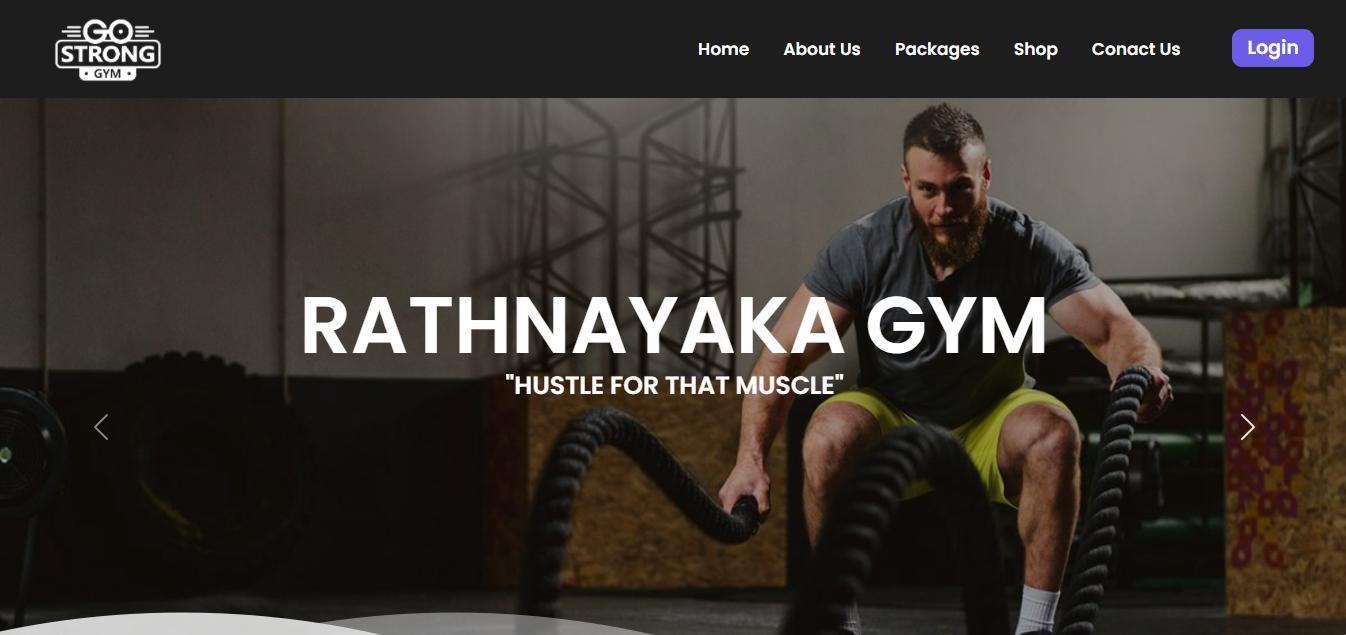 GO
STRONG
· GYM ·
Home About Us Packages Shop Conact Us Login
RATHNAYAKA GYM
"HUSTLE FOR THAT MUSCLE"